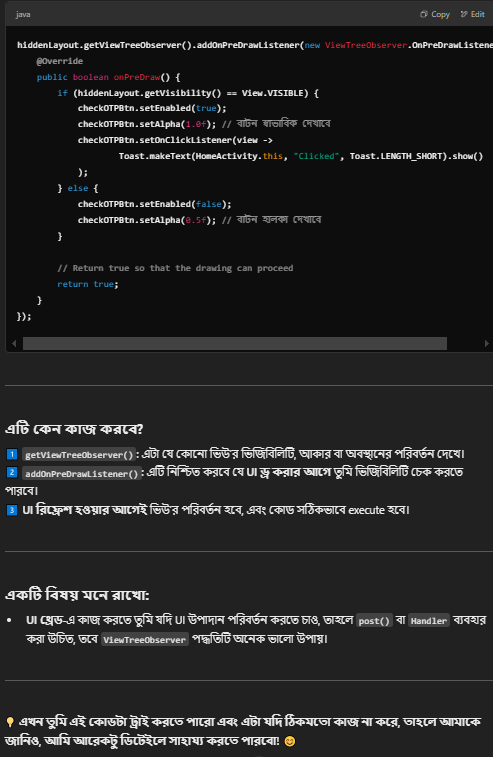 java
Copy
Edit
hiddenLayout.getViewTreeObserver().addOnPreDrawListener(new ViewTreeObserver.OnPreDrawListene
@Override
public boolean onPreDraw() {
if (hiddenLayout.getVisibility() == View.VISIBLE) {
checkOTPBtn.setEnabled(true);
checkOTPBtn.setAlpha(1.0f); // বাটন স্বাভাবিক দেখাবে
checkOTPBtn.setOnClickListener(view ->
Toast.makeText(HomeActivity.this, "Clicked", Toast.LENGTH_SHORT).show()
);
} else {
checkOTPBtn.setEnabled(false);
checkOTPBtn.setAlpha(0.5f); // বাটন হালকা দেখাবে
}
// Return true so that the drawing can proceed
return true;
}
});
এটি কেন কাজ করবে?
1 getViewTreeObserver(): এটা যে কোনো ভিউ'র ভিজিবিলিটি, আকার বা অবস্থানের পরিবর্তন দেখে।
2 addOnPreDrawListener(): এটি নিশ্চিত করবে যে UI ড্র করার আগে তুমি ভিজিবিলিটি চেক করতে
পারবে।
3 UI রিফ্রেশ হওয়ার আগেই ভিউ'র পরিবর্তন হবে, এবং কোড সঠিকভাবে execute হবে।
একটি বিষয় মনে রাখো:
• UI থ্রেড-এ কাজ করতে তুমি যদি UI উপাদান পরিবর্তন করতে চাও, তাহলে post() বা Handler ব্যবহার
করা উচিত, তবে ViewTreeObserver পদ্ধতিটি অনেক ভালো উপায়।
💡 এখন তুমি এই কোডটা ট্রাই করতে পারো এবং এটা যদি ঠিকমতো কাজ না করে, তাহলে আমাকে
জানিও, আমি আরেকটু ডিটেইলে সাহায্য করতে পারবো! 😊